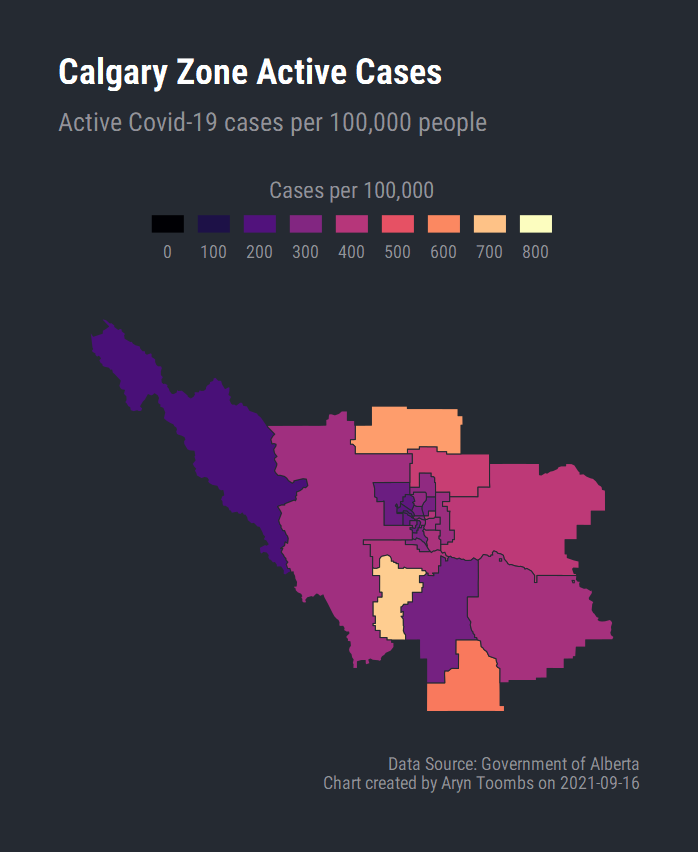 Calgary Zone Active Cases
Active Covid-19 cases per 100,000 people
Cases per 100,000
0 100 200 300 400 500 600 700 800
Data Source: Government of Alberta
Chart created by Aryn Toombs on 2021-09-16